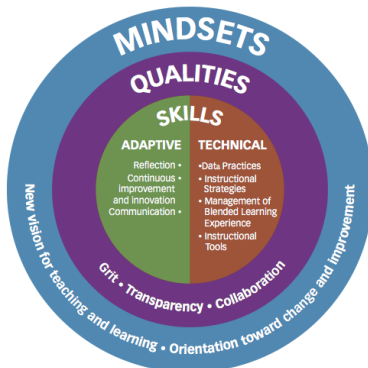 MINDSETS
QUALITIES
SKILLS
ADAPTIVE
Reflection •
Continuous •
improvement
and innovation
Communication •
TECHNICAL
•Data Practices
• Instructional
Strategies
• Management of
Blended Learning
Experience
• Instructional
Tools
Grit • Transparency • Collaboration
New vision for teaching and learning • Orientation toward change and improvement